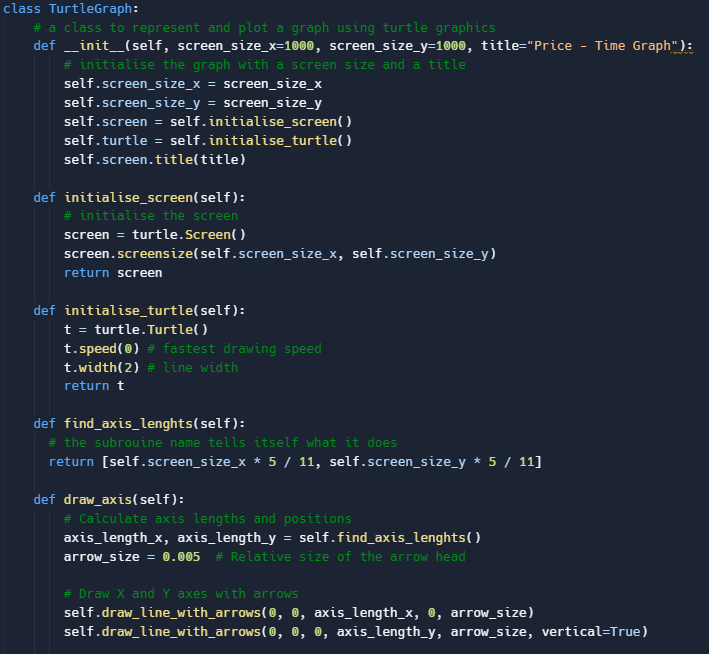 class TurtleGraph:
    # a class to represent and plot a graph using turtle graphics
    def __init__(self, screen_size_x=1000, screen_size_y=1000, title="Price - Time Graph"):
        # initialise the graph with a screen size and a title
        self.screen_size_x = screen_size_x
        self.screen_size_y = screen_size_y
        self.screen = self.initialise_screen()
        self.turtle = self.initialise_turtle()
        self.screen.title(title)

    def initialise_screen(self):
        # initialise the screen
        screen = turtle.Screen()
        screen.screensize(self.screen_size_x, self.screen_size_y)
        return screen

    def initialise_turtle(self):
        t = turtle.Turtle()
        t.speed(0) # fastest drawing speed
        t.width(2) # line width
        return t

    def find_axis_lenghts(self):
      # the subrouine name tells itself what it does
      return [self.screen_size_x * 5 / 11, self.screen_size_y * 5 / 11]

    def draw_axis(self):
        # Calculate axis lengths and positions
        axis_length_x, axis_length_y = self.find_axis_lenghts()
        arrow_size = 0.005  # Relative size of the arrow head

        # Draw X and Y axes with arrows
        self.draw_line_with_arrows(0, 0, axis_length_x, 0, arrow_size)
        self.draw_line_with_arrows(0, 0, 0, axis_length_y, arrow_size, vertical=True)